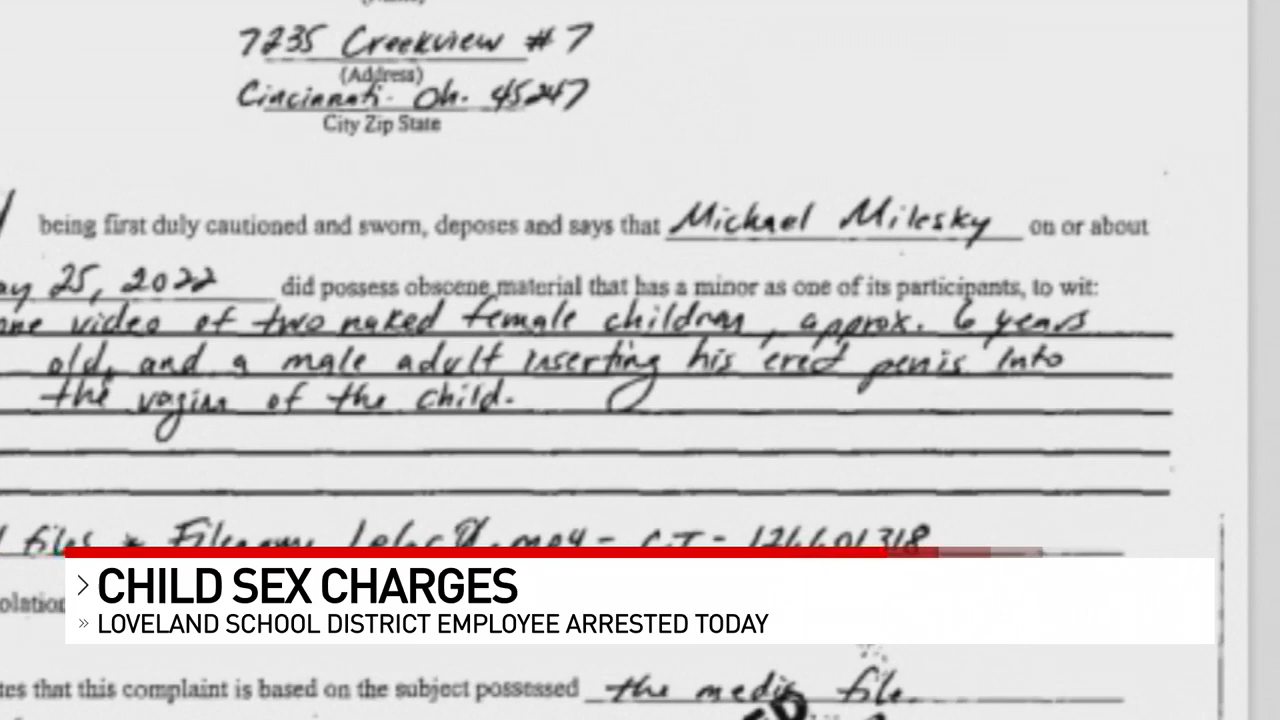 7235 Creekview #7
(Address)
Cincinnati Oh. 45247
City Zip State
being first duly cautioned and sworn, deposes and says that Michael Milesky on or about
25, 2022 did possess obscene material that has a minor as one of its participants, to wit:
one video of two naked female children, approx. 6 years
old, and a male adult inserting his erect penis into
the vagina of the child.
files
> CHILD SEX CHARGES
» LOVELAND SCHOOL DISTRICT EMPLOYEE ARRESTED TODAY
that this complaint is based on the subject possessed the media file.